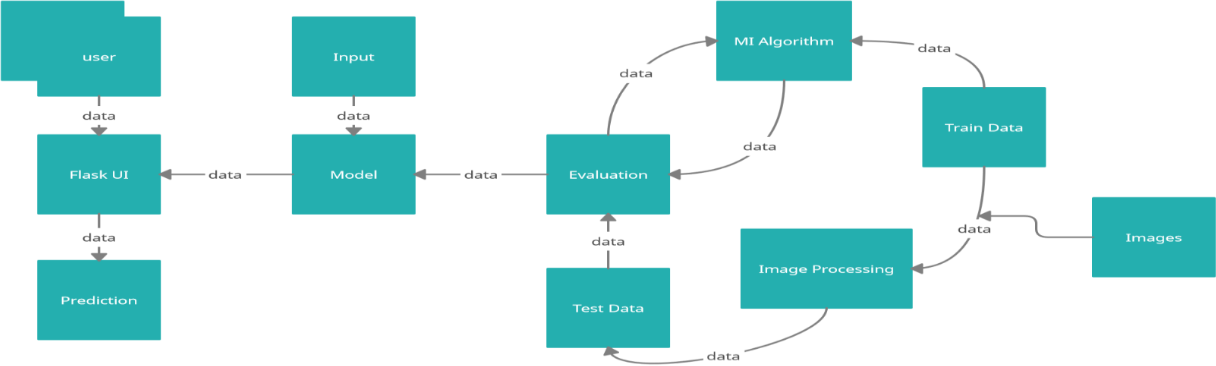 user
Input
MI Algorithm
data
data
data
data
data
Train Data
data
Flask UI
data
Model
data
Evaluation
data
data
data
Images
Prediction
Test Data
Image Processing
data